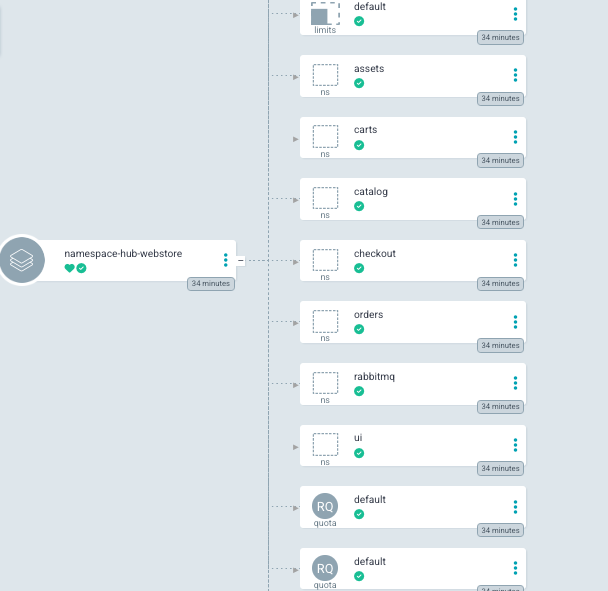 default
limits
34 minutes
assets
ns
34 minutes
carts
ns
34 minutes
catalog
ns
34 minutes
namespace-hub-webstore
34 minutes
checkout
ns
34 minutes
orders
ns
34 minutes
rabbitmq
ns
34 minutes
ui
ns
34 minutes
RQ
default
quota
34 minutes
RQ
default
quota
34 minutes